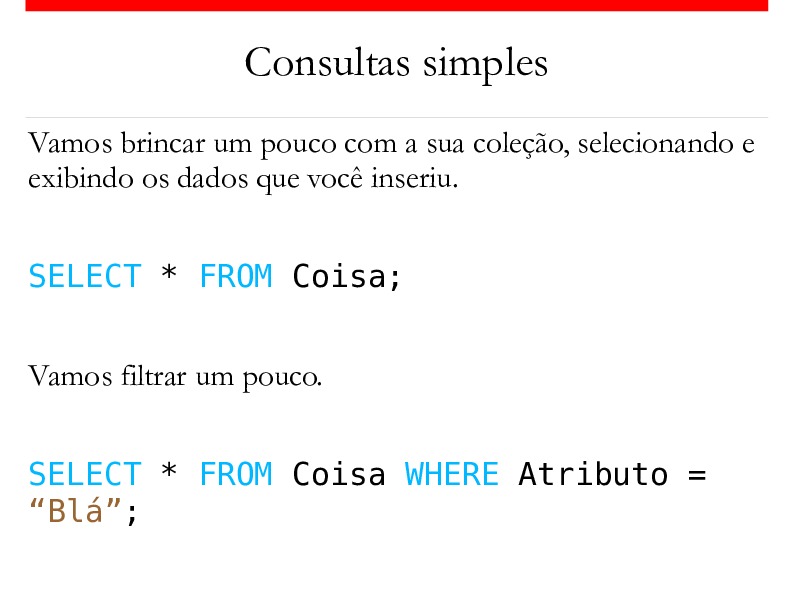 Consultas simples
Vamos brincar um pouco com a sua coleção, selecionando e
exibindo os dados que você inseriu.
SELECT * FROM Coisa;
Vamos filtrar um pouco.
SELECT * FROM Coisa WHERE Atributo =
“Blá”;